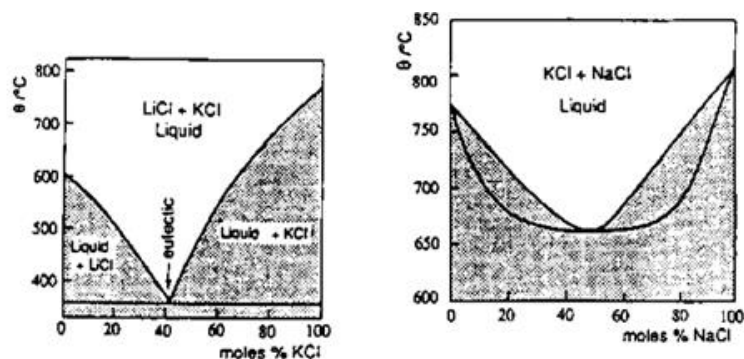 θ /°C
800
750
600
500
400
LiCl + KCl
Liquid
eutectic
Liquid
+ LiCl
Liquid + KCl
0 20 40 60 80 100
moles % KCl
θ /°C
850
800
750
700
650
600
KCl + NaCl
Liquid
0 20 40 60 80 100
moles % NaCl